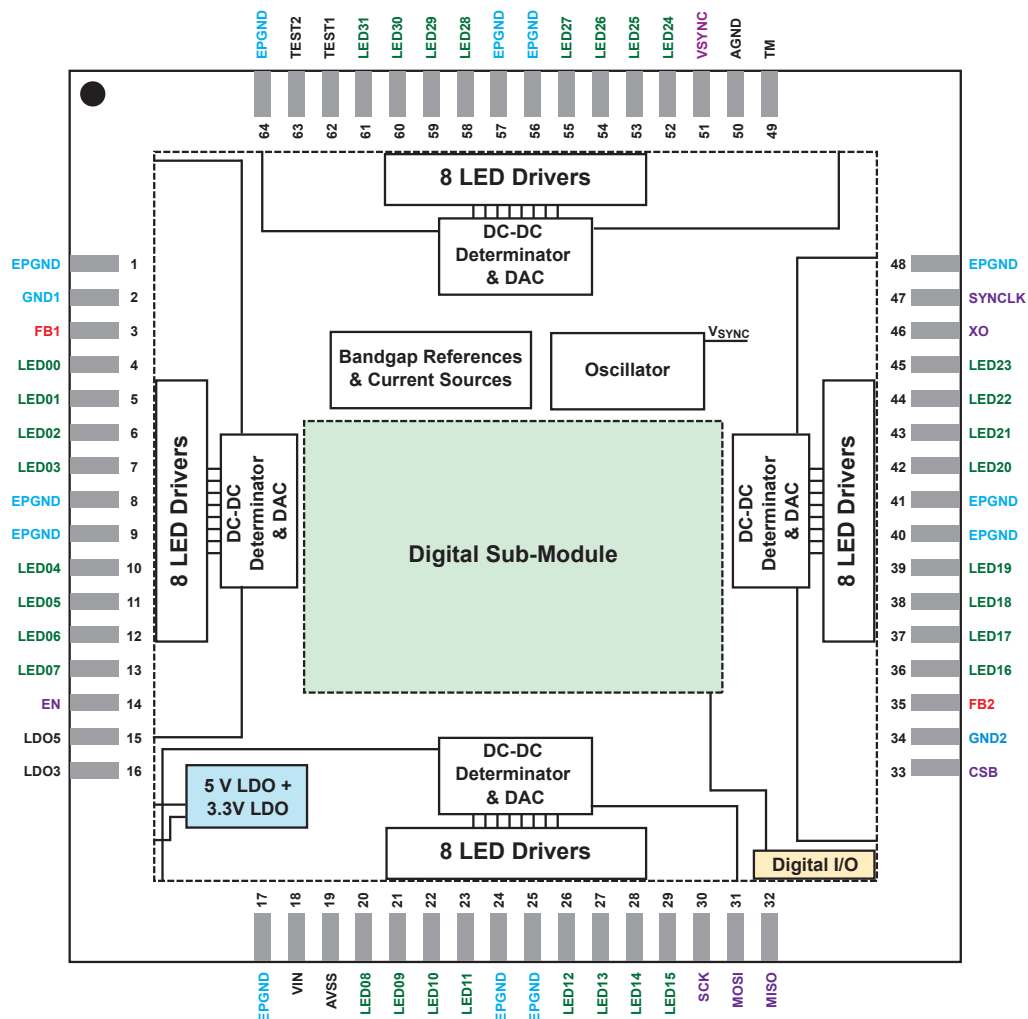 EPGND TEST2 TEST1 LED31 LED30 LED29 LED28 EPGND EPGND LED27 LED26 LED25 LED24 VSYNC AGND TM
64 63 62 61 60 59 58 57 56 55 54 53 52 51 50 49
8 LED Drivers
DC-DC
Determinator
& DAC
EPGND 1
GND1 2
FB1 3
LED00 4
LED01 5
LED02 6
LED03 7
EPGND 8
EPGND 9
LED04 10
LED05 11
LED06 12
LED07 13
EN 14
LDO5 15
LDO3 16
8 LED Drivers
DC-DC
Determinator
& DAC
Bandgap References
& Current Sources
Oscillator
VSYNC
Digital Sub-Module
DC-DC
Determinator
& DAC
8 LED Drivers
48 EPGND
47 SYNCLK
46 XO
45 LED23
44 LED22
43 LED21
42 LED20
41 EPGND
40 EPGND
39 LED19
38 LED18
37 LED17
36 LED16
35 FB2
34 GND2
33 CSB
5 V LDO +
3.3V LDO
DC-DC
Determinator
& DAC
8 LED Drivers
Digital I/O
17 18 19 20 21 22 23 24 25 26 27 28 29 30 31 32
EPGND VIN AVSS LED08 LED09 LED10 LED11 EPGND EPGND LED12 LED13 LED14 LED15 SCK MOSI MISO